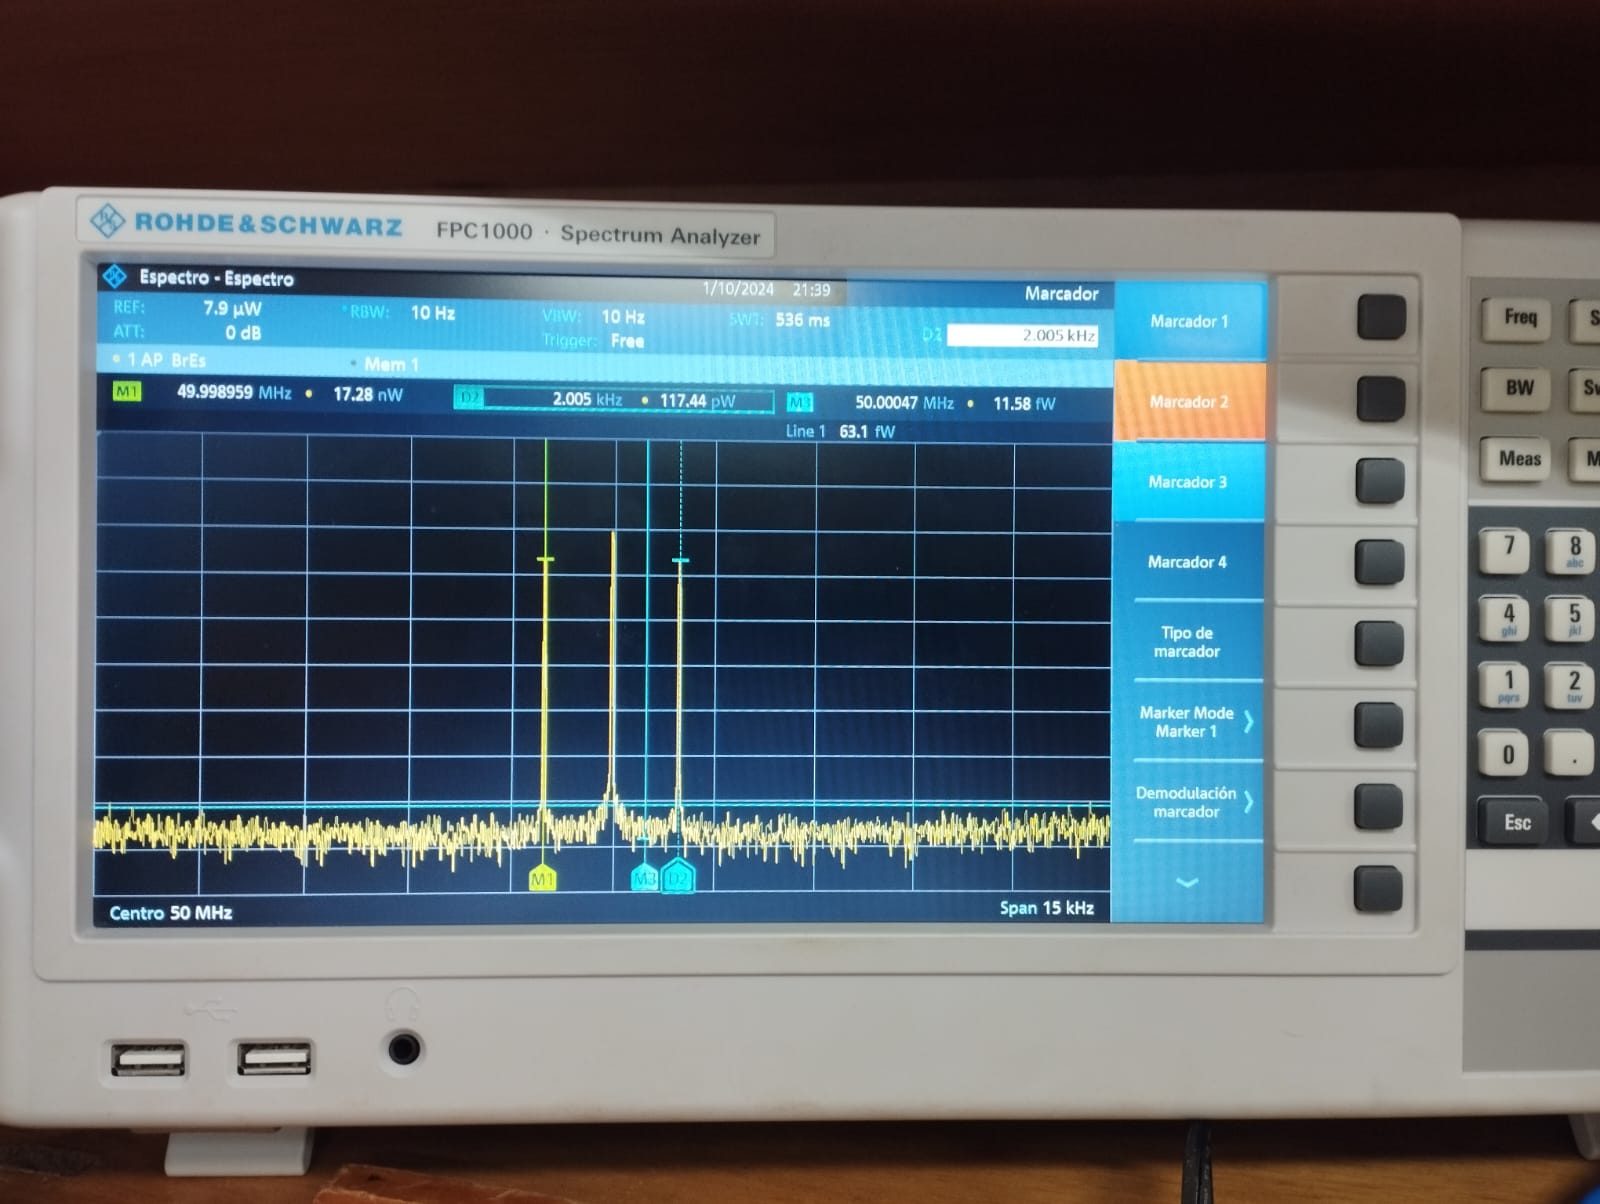 ROHDE&SCHWARZ FPC1000 · Spectrum Analyzer
Espectro - Espectro
1/10/2024 21:39
Marcador
REF: 7.9 µW RBW: 10 Hz VBW: 10 Hz SWT: 536 ms
ATT: 0 dB Trigger: Free D2 2.005 kHz
1 AP BrEs Mem 1
M1 49.998959 MHz 17.28 nW D2 2.005 kHz 117.44 pW M3 50.00047 MHz 11.58 fW
Line 1 63.1 fW
M1 M3 D2
Centro 50 MHz Span 15 kHz
Marcador 1
Marcador 2
Marcador 3
Marcador 4
Tipo de
marcador
Marker Mode
Marker 1
Demodulación
marcador
Freq
BW
Meas
7 8
abc
4 5
ghi jkl
1 2
pqrs tuv
0 .
Esc